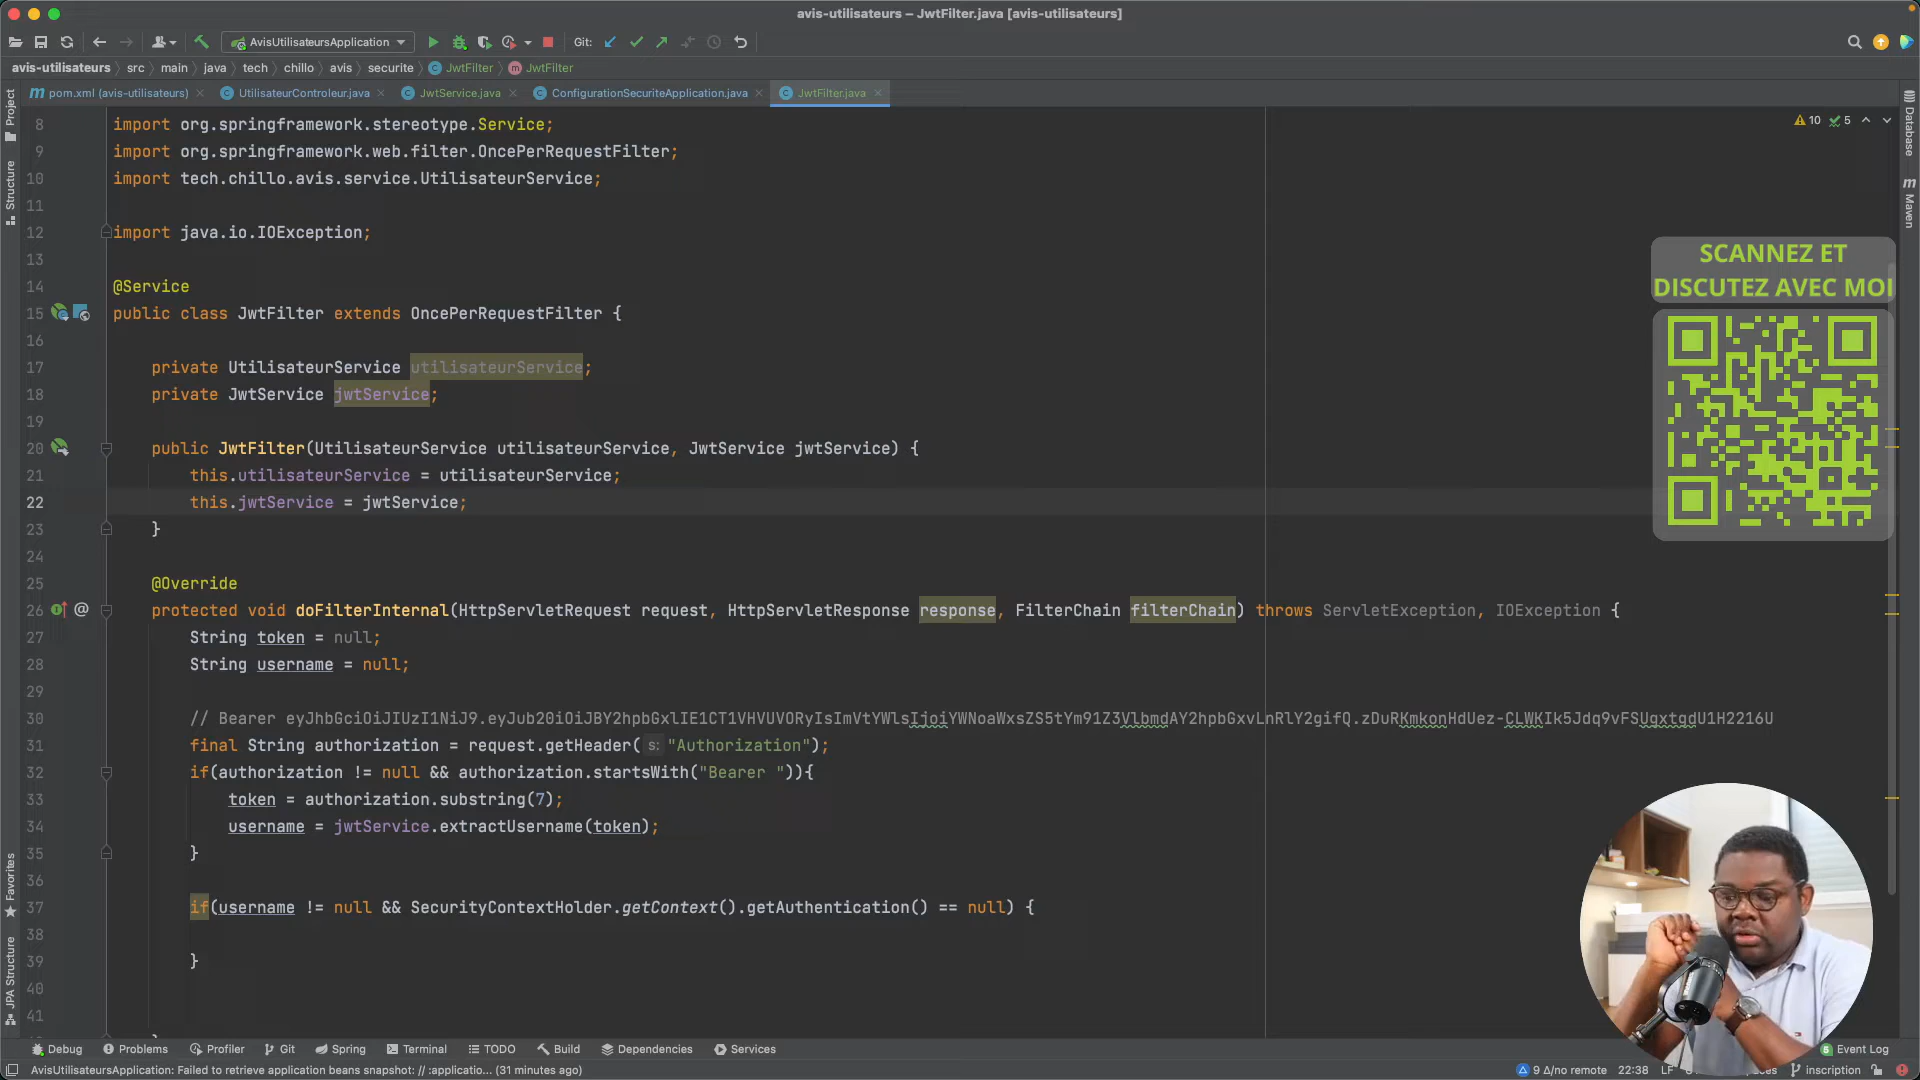 avis-utilisateurs – JwtFilter.java [avis-utilisateurs]
AvisUtilisateursApplication
Git:
avis-utilisateurs src main java tech chillo avis securite JwtFilter JwtFilter
pom.xml (avis-utilisateurs) UtilisateurControleur.java JwtService.java ConfigurationSecuriteApplication.java JwtFilter.java
Project
Structure
Favorites
JPA Structure
Database
Maven
10 5
8 import org.springframework.stereotype.Service;
9 import org.springframework.web.filter.OncePerRequestFilter;
10 import tech.chillo.avis.service.UtilisateurService;
11
12 import java.io.IOException;
13
14 @Service
15 public class JwtFilter extends OncePerRequestFilter {
16
17 private UtilisateurService utilisateurService;
18 private JwtService jwtService;
19
20 public JwtFilter(UtilisateurService utilisateurService, JwtService jwtService) {
21 this.utilisateurService = utilisateurService;
22 this.jwtService = jwtService;
23 }
24
25 @Override
26 protected void doFilterInternal(HttpServletRequest request, HttpServletResponse response, FilterChain filterChain) throws ServletException, IOException {
27 String token = null;
28 String username = null;
29
30 // Bearer
31 final String authorization = request.getHeader( s: "Authorization");
32 if(authorization != null && authorization.startsWith("Bearer ")){
33 token = authorization.substring(7);
34 username = jwtService.extractUsername(token);
35 }
36
37 if(username != null && SecurityContextHolder.getContext().getAuthentication() == null) {
38
39 }
40
41
SCANNEZ ET
DISCUTEZ AVEC MOI
Debug Problems Profiler Git Spring Terminal TODO Build Dependencies Services Event Log
AvisUtilisateursApplication: Failed to retrieve application beans snapshot: // :applicatio... (31 minutes ago) 9 Δ/no remote 22:38 LF inscription